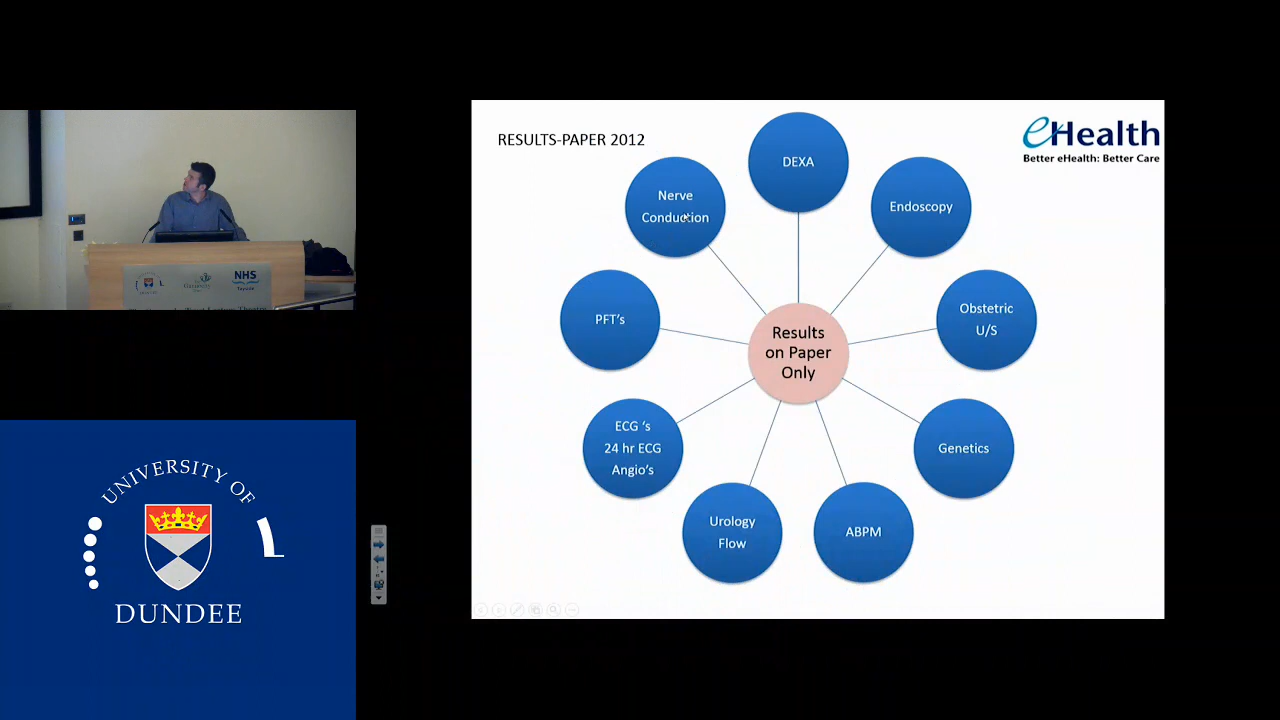 RESULTS-PAPER 2012
eHealth
Better eHealth: Better Care
DEXA
Endoscopy
Obstetric
U/S
Genetics
ABPM
Urology
Flow
ECG 's
24 hr ECG
Angio's
PFT's
Nerve
Conduction
Results
on Paper
Only
NHS
Tayside
UNIVERSITY OF
DUNDEE